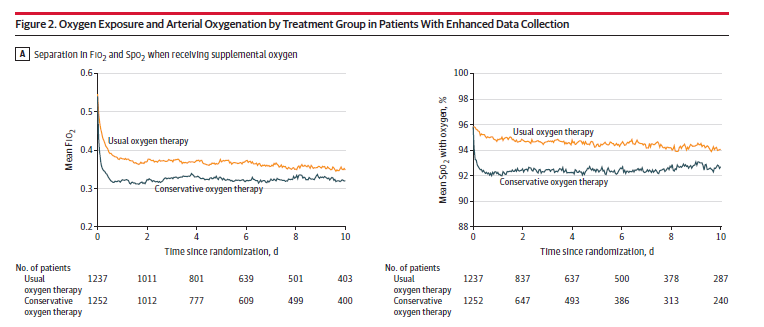 Figure 2. Oxygen Exposure and Arterial Oxygenation by Treatment Group in Patients With Enhanced Data Collection
A Separation in FIO2 and SpO2 when receiving supplemental oxygen
0.6
0.5
0.4
0.3
0.2
Mean FIO2
Usual oxygen therapy
Conservative oxygen therapy
0 2 4 6 8 10
Time since randomization, d
No. of patients
Usual oxygen therapy 1237 1011 801 639 501 403
Conservative oxygen therapy 1252 1012 777 609 499 400
100
98
96
94
92
90
88
Mean SpO2 with oxygen, %
Usual oxygen therapy
Conservative oxygen therapy
0 2 4 6 8 10
Time since randomization, d
No. of patients
Usual oxygen therapy 1237 837 637 500 378 287
Conservative oxygen therapy 1252 647 493 386 313 240